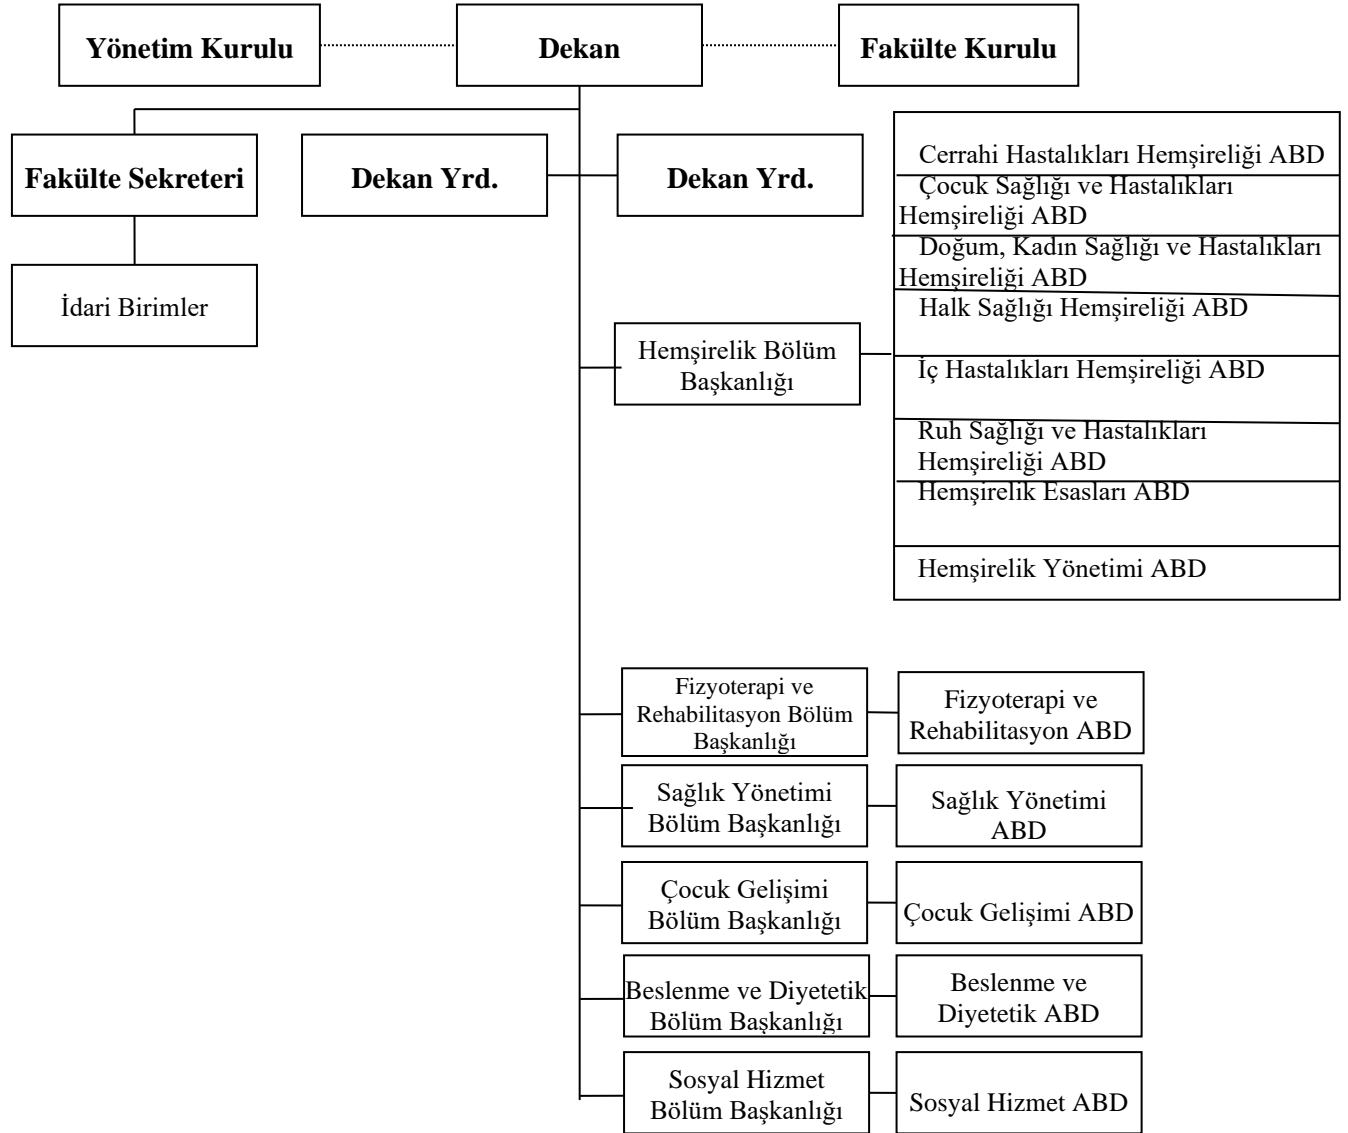 Yönetim Kurulu
Dekan
Fakülte Kurulu
Fakülte Sekreteri
Dekan Yrd.
Dekan Yrd.
İdari Birimler
Hemşirelik Bölüm
Başkanlığı
Cerrahi Hastalıkları Hemşireliği ABD
Çocuk Sağlığı ve Hastalıkları
Hemşireliği ABD
Doğum, Kadın Sağlığı ve Hastalıkları
Hemşireliği ABD
Halk Sağlığı Hemşireliği ABD
İç Hastalıkları Hemşireliği ABD
Ruh Sağlığı ve Hastalıkları
Hemşireliği ABD
Hemşirelik Esasları ABD
Hemşirelik Yönetimi ABD
Fizyoterapi ve
Rehabilitasyon Bölüm
Başkanlığı
Fizyoterapi ve
Rehabilitasyon ABD
Sağlık Yönetimi
Bölüm Başkanlığı
Sağlık Yönetimi
ABD
Çocuk Gelişimi
Bölüm Başkanlığı
Çocuk Gelişimi ABD
Beslenme ve Diyetetik
Bölüm Başkanlığı
Beslenme ve
Diyetetik ABD
Sosyal Hizmet
Bölüm Başkanlığı
Sosyal Hizmet ABD